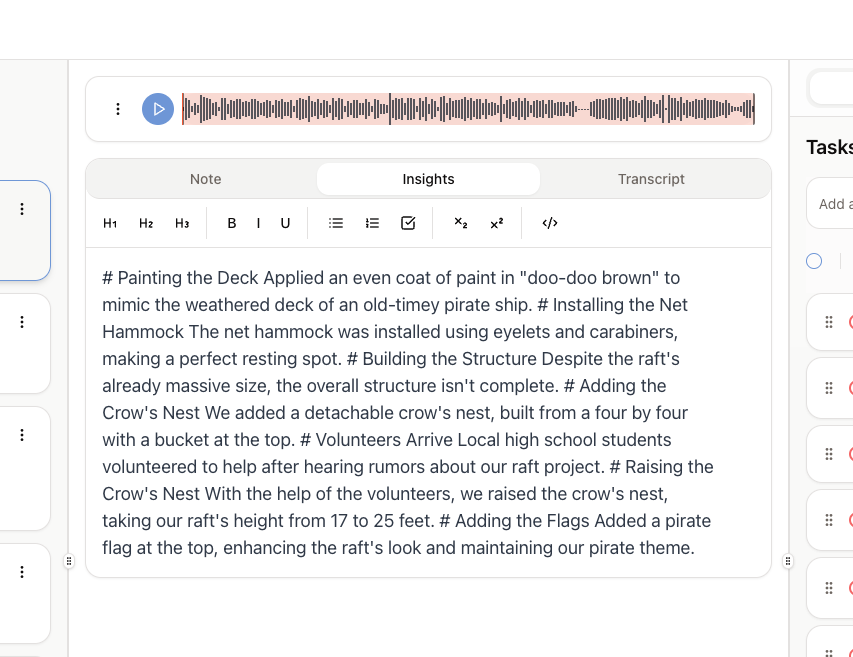 Note
Insights
Transcript
H1 H2 H3 B I U X2 X2 </>
# Painting the Deck Applied an even coat of paint in "doo-doo brown" to
mimic the weathered deck of an old-timey pirate ship. # Installing the Net
Hammock The net hammock was installed using eyelets and carabiners,
making a perfect resting spot. # Building the Structure Despite the raft's
already massive size, the overall structure isn't complete. # Adding the
Crow's Nest We added a detachable crow's nest, built from a four by four
with a bucket at the top. # Volunteers Arrive Local high school students
volunteered to help after hearing rumors about our raft project. # Raising the
Crow's Nest With the help of the volunteers, we raised the crow's nest,
taking our raft's height from 17 to 25 feet. # Adding the Flags Added a pirate
flag at the top, enhancing the raft's look and maintaining our pirate theme.
Tasks
Add a